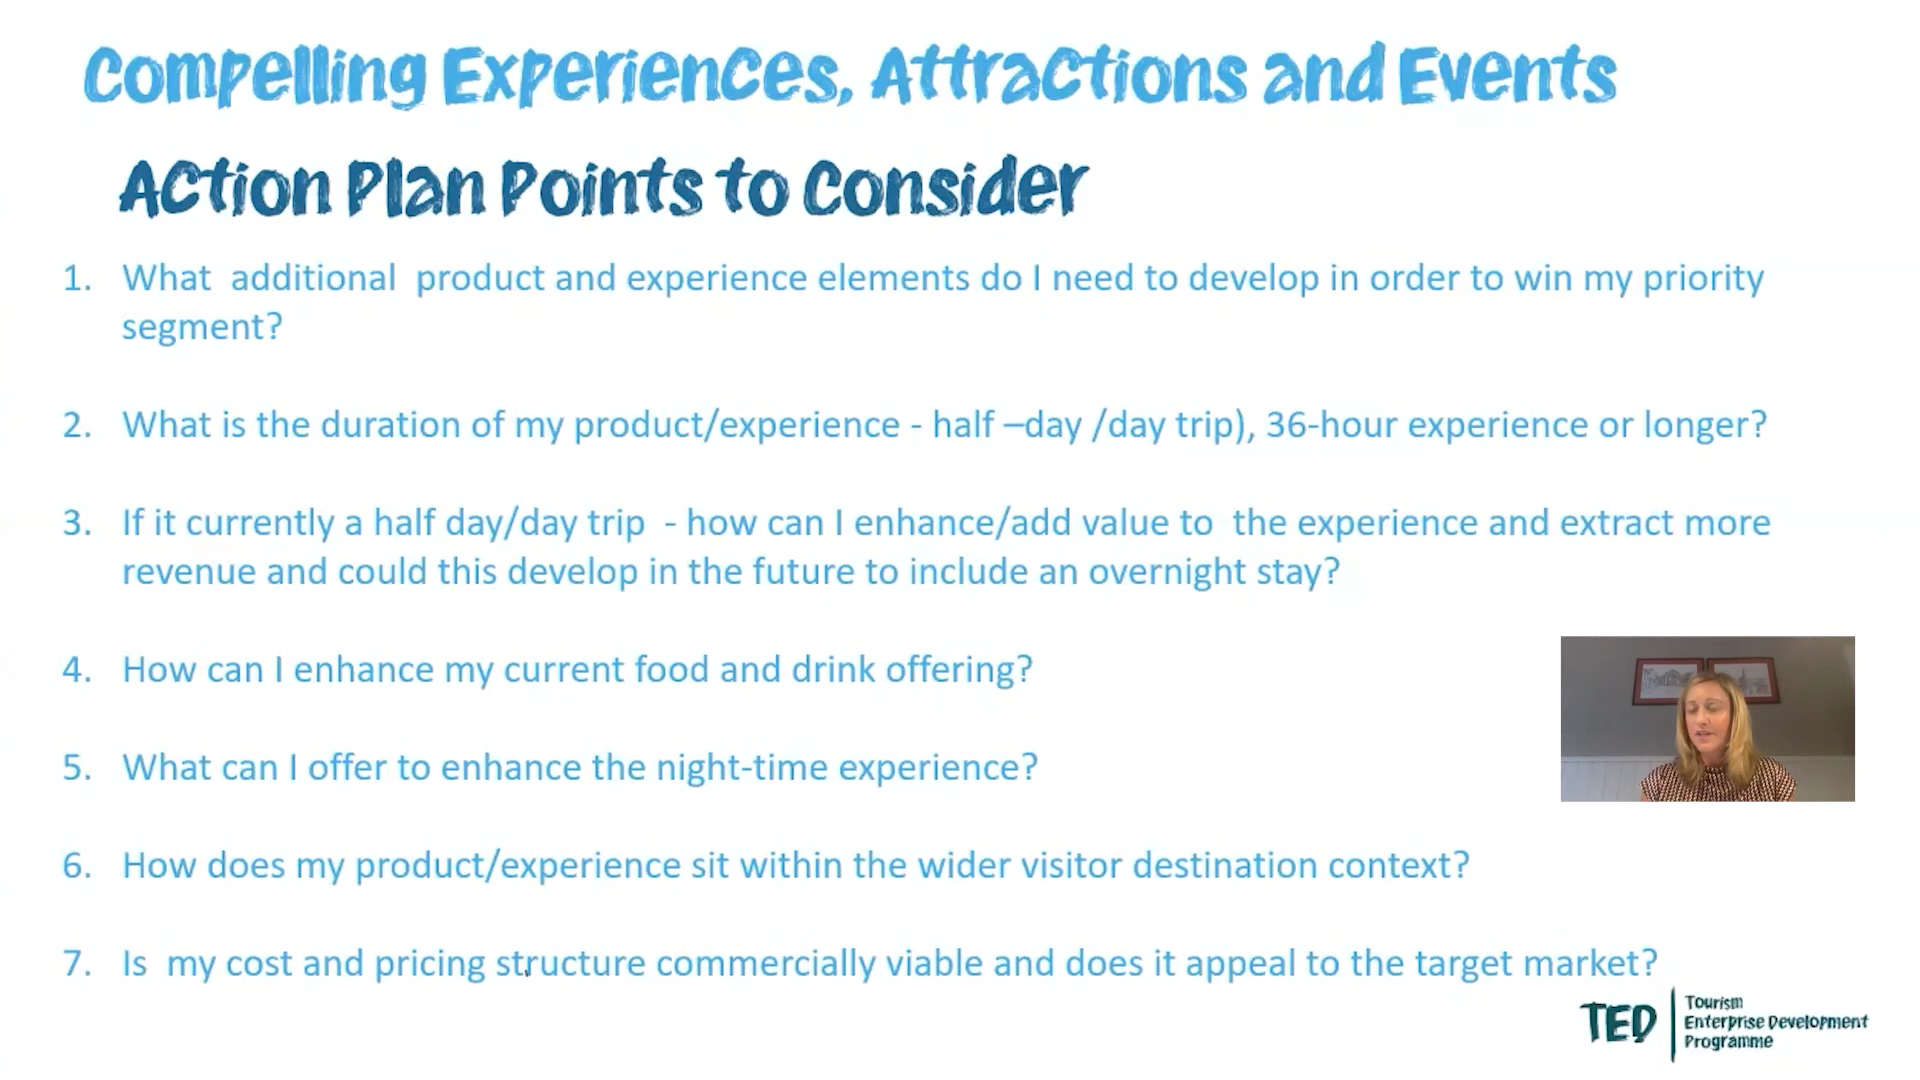 Compelling Experiences, Attractions and Events
Action Plan Points to Consider
1. What additional product and experience elements do I need to develop in order to win my priority
segment?
2. What is the duration of my product/experience - half –day /day trip), 36-hour experience or longer?
3. If it currently a half day/day trip - how can I enhance/add value to the experience and extract more
revenue and could this develop in the future to include an overnight stay?
4. How can I enhance my current food and drink offering?
5. What can I offer to enhance the night-time experience?
6. How does my product/experience sit within the wider visitor destination context?
7. Is my cost and pricing structure commercially viable and does it appeal to the target market?
TED
Tourism
Enterprise Development
Programme